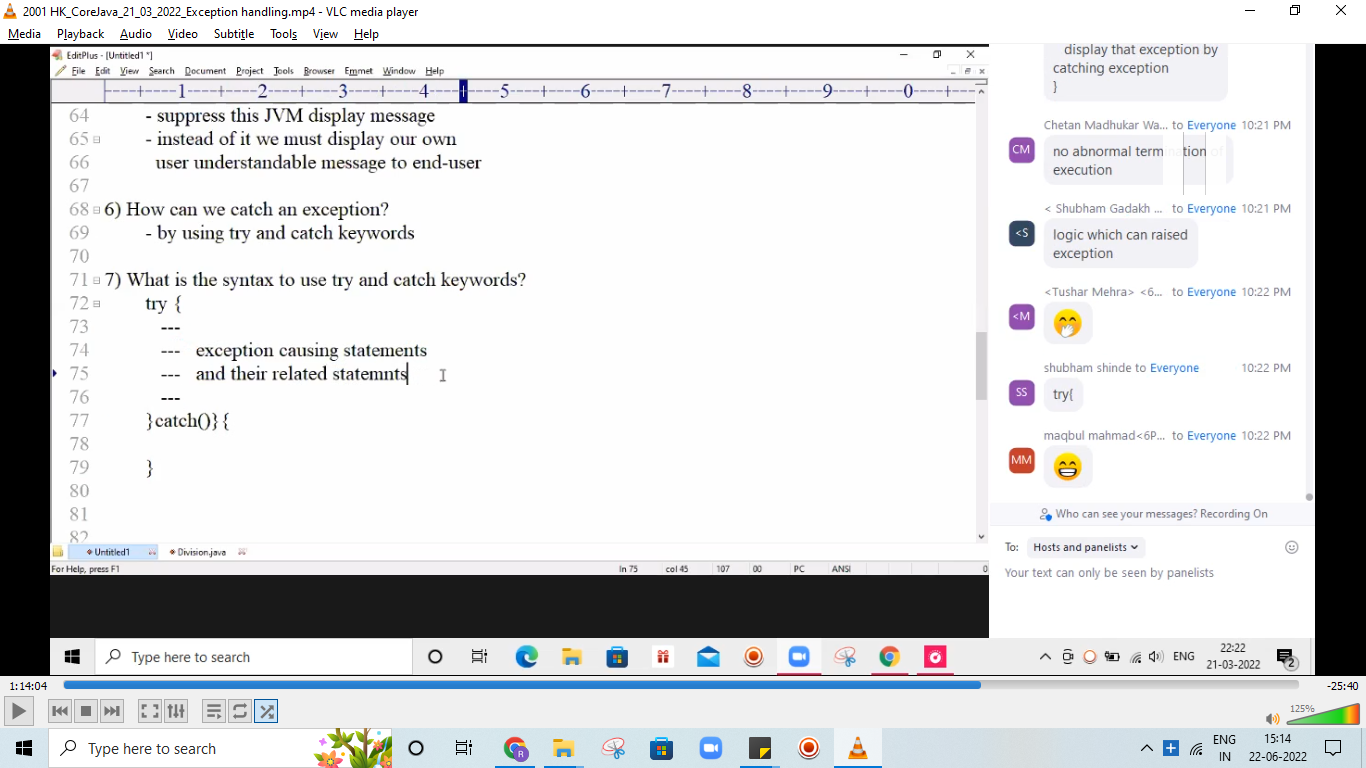 2001 HK_CoreJava_21_03_2022_Exception handling.mp4 - VLC media player
Media Playback Audio Video Subtitle Tools View Help
EditPlus - [Untitled1 *]
File Edit View Search Document Project Tools Browser Emmet Window Help
----+----1----+----2----+----3----+----4----+----5----+----6----+----7----+----8----+----9----+----0----+--
64 - suppress this JVM display message
65 - instead of it we must display our own
66 user understandable message to end-user
67
68 6) How can we catch an exception?
69 - by using try and catch keywords
70
71 7) What is the syntax to use try and catch keywords?
72 try {
73 ---
74 --- exception causing statements
75 --- and their related statemnts
76 ---
77 }catch()}{
78
79 }
80
81
82
Untitled1 Division.java
For Help, press F1 ln 75 col 45 107 00 PC ANSI 0
display that exception by
catching exception
}
Chetan Madhukar Wa... to Everyone 10:21 PM
CM
no abnormal termination of
execution
< Shubham Gadakh ... to Everyone 10:21 PM
<S
logic which can raised
exception
<Tushar Mehra> <6... to Everyone 10:22 PM
<M
shubham shinde to Everyone 10:22 PM
SS
try{
maqbul mahmad<6P... to Everyone 10:22 PM
MM
Who can see your messages? Recording On
To: Hosts and panelists
Your text can only be seen by panelists
Type here to search
ENG
22:22
21-03-2022
2
1:14:04 -25:40
125%
Type here to search
ENG
IN
15:14
22-06-2022